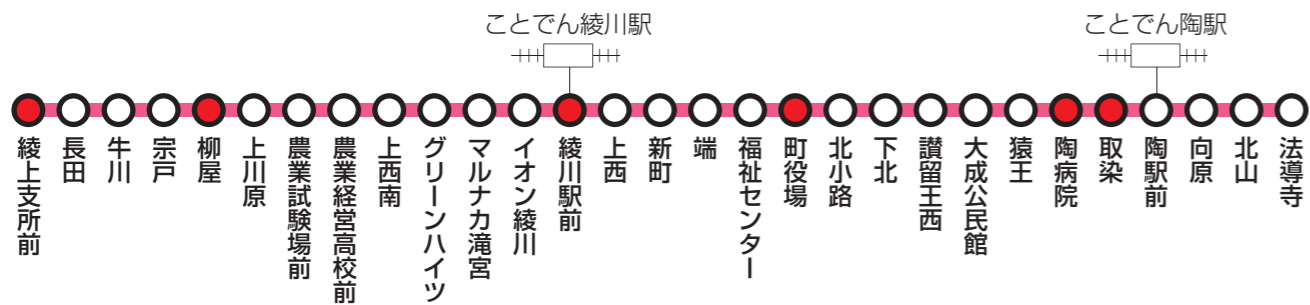 ことでん綾川駅
ことでん陶駅
綾上支所前
長田
牛川
宗戸
柳屋
上川原
農業試験場前
農業経営高校前
上西南
グリーンハイツ
マルナカ滝宮
イオン綾川
綾川駅前
上西
新町
端
福祉センター
町役場
北小路
下北
讃留王西
大成公民館
猿王
陶病院
取染
陶駅前
向原
北山
法導寺